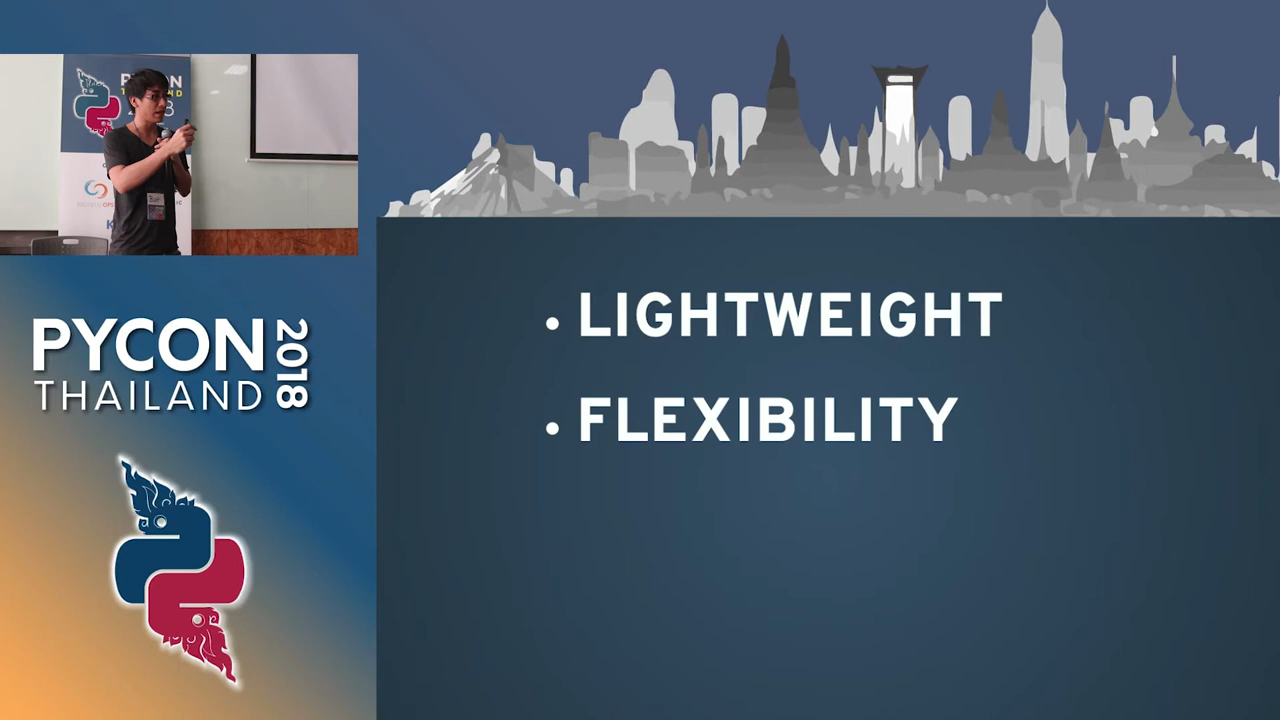 PYCON
THAILAND
2018
• LIGHTWEIGHT
• FLEXIBILITY